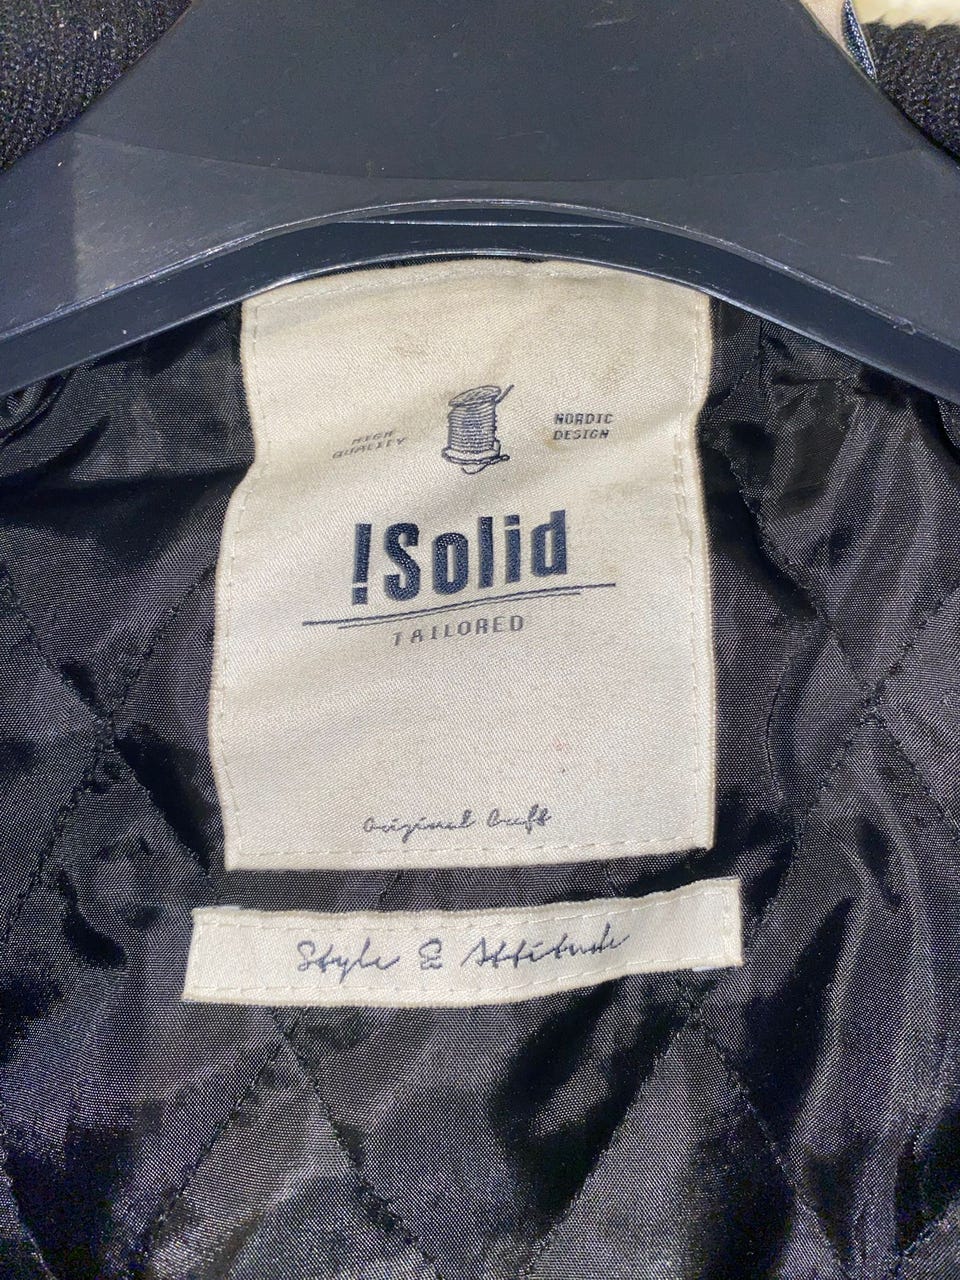 HIGH
QUALITY
NORDIC
DESIGN
!Solid
TAILORED
Original Craft
Style & Attitude